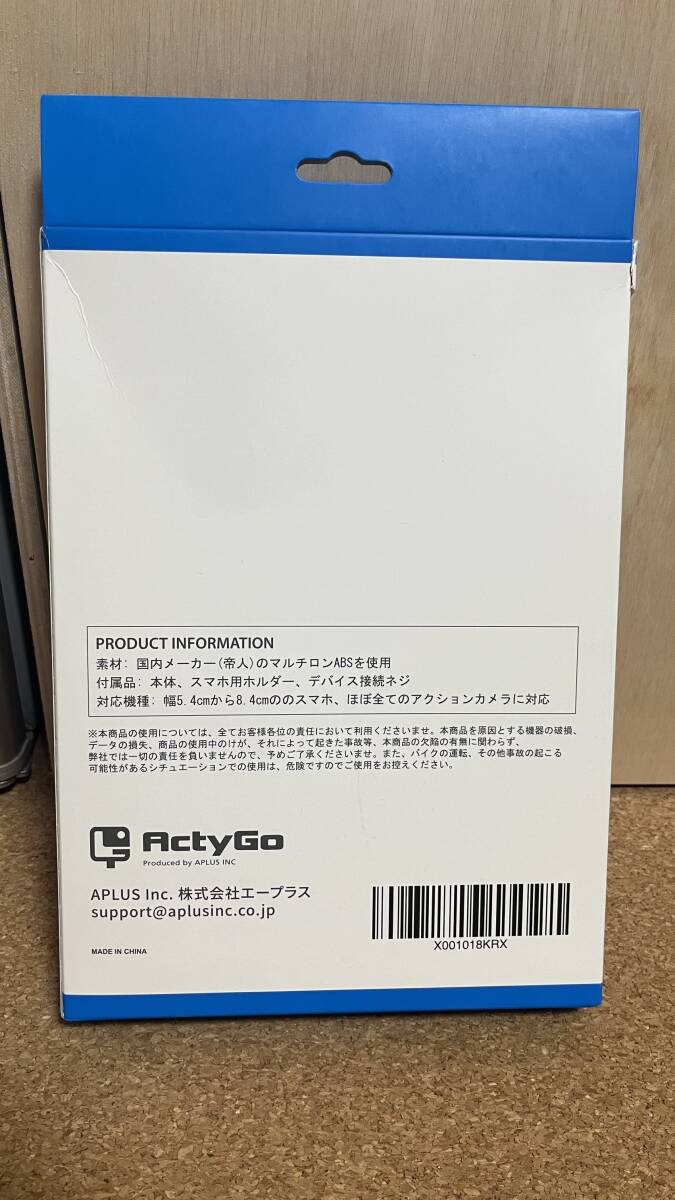 PRODUCT INFORMATION
素材: 国内メーカー(帝人)のマルチロンABSを使用
付属品: 本体、スマホ用ホルダー、デバイス接続ネジ
対応機種: 幅5.4cmから8.4cmののスマホ、ほぼ全てのアクションカメラに対応
※本商品の使用については、全てお客様各位の責任において利用くださいませ。本商品を原因とする機器の破損、
データの損失、商品の使用中のけが、それによって起きた事故等、本商品の欠陥の有無に関わらず、
弊社では一切の責任を負いませんので、予めご了承くださいませ。また、バイクの運転、その他事故の起こる
可能性があるシチュエーションでの使用は、危険ですのでご使用をお控えください。
ActyGo
Produced by APLUS INC
APLUS Inc. 株式会社エープラス
support@aplusinc.co.jp
X001018KRX
MADE IN CHINA